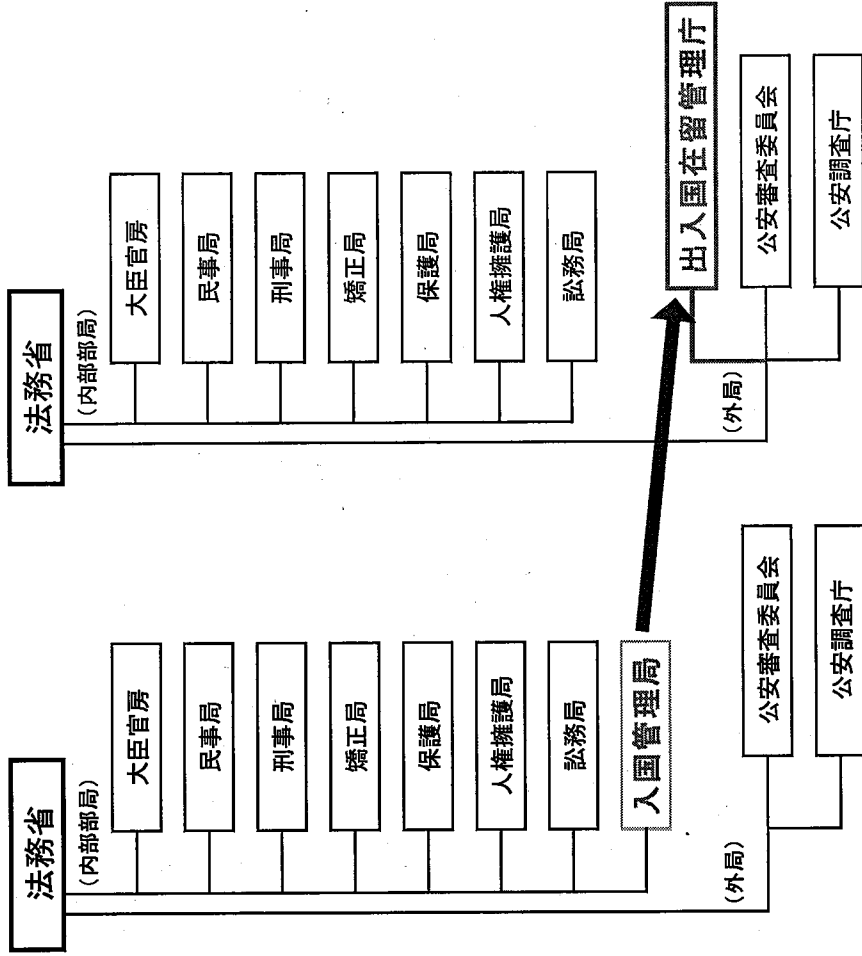 法務省
(内部部局)
大臣官房
民事局
刑事局
矯正局
保護局
人権擁護局
訟務局
入国管理局
(外局)
公安審査委員会
公安調査庁
法務省
(内部部局)
大臣官房
民事局
刑事局
矯正局
保護局
人権擁護局
訟務局
(外局)
出入国在留管理庁
公安審査委員会
公安調査庁